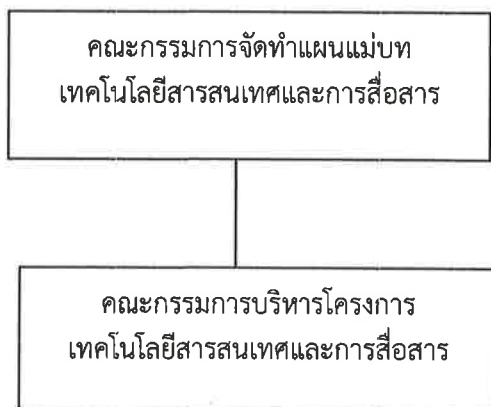 คณะกรรมการจัดทำแผนแม่บท
เทคโนโลยีสารสนเทศและการสื่อสาร
คณะกรรมการบริหารโครงการ
เทคโนโลยีสารสนเทศและการสื่อสาร